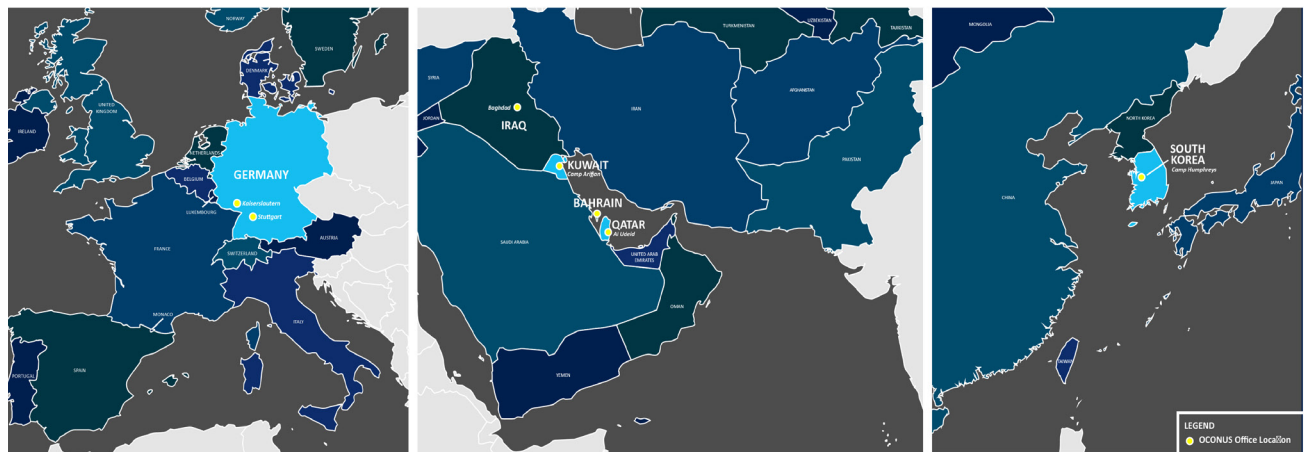 NORWAY
SWEDEN
DENMARK
UNITED
KINGDOM
IRELAND
NETHERLANDS
BELGIUM
GERMANY
Kaiserslautern
LUXEMBOURG
Stuttgart
AUSTRIA
FRANCE
SWITZERLAND
MONACO
ITALY
PORTUGAL
SPAIN
TURKMENISTAN
UZBEKISTAN
TAJIKISTAN
SYRIA
AFGHANISTAN
Baghdad
IRAN
JORDAN
IRAQ
PAKISTAN
KUWAIT
Camp Arifjan
BAHRAIN
QATAR
Al Udeid
SAUDI ARABIA
UNITED ARAB
EMIRATES
OMAN
YEMEN
MONGOLIA
NORTH KOREA
SOUTH
KOREA
Camp Humphreys
JAPAN
CHINA
TAIWAN
LEGEND
OCONUS Office Location